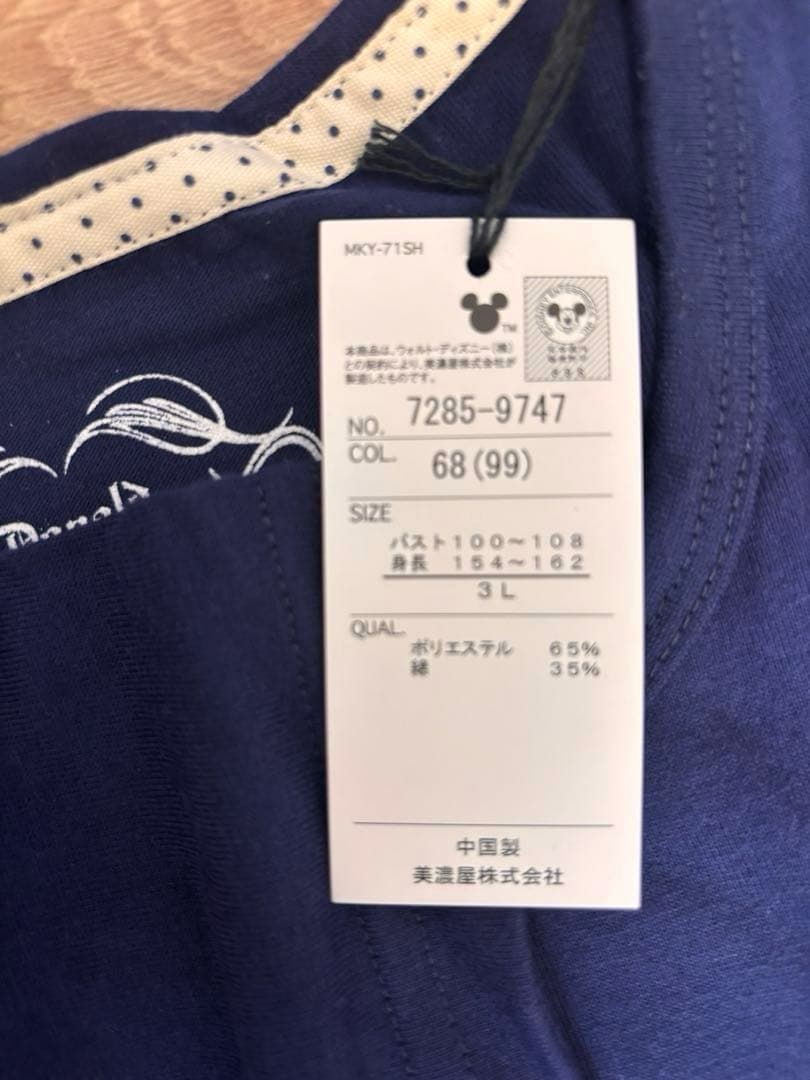 MKY-71SH
TM
本商品は、ウォルト・ディズニー(株)
との契約により、美濃屋株式会社が
製造したものです。
NO. 7285-9747
COL. 68(99)
SIZE
バスト100～108
身長 154～162
3L
QUAL.
ポリエステル 65%
綿 35%
中国製
美濃屋株式会社
Donald